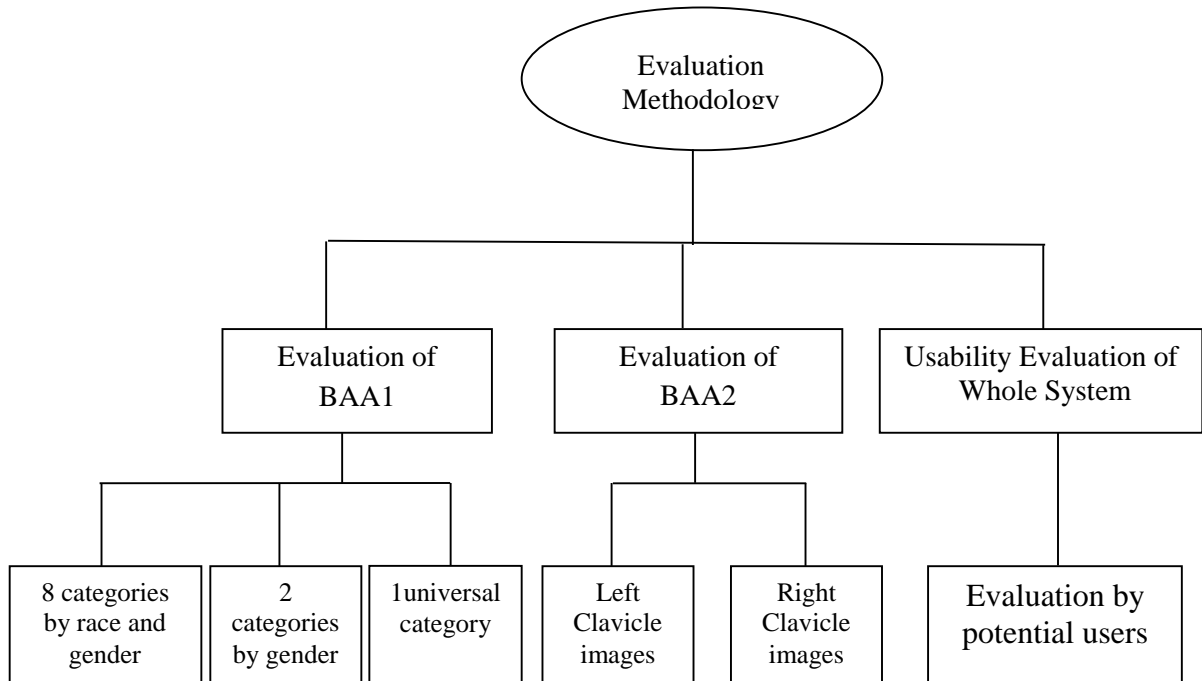 Evaluation
Methodology
Evaluation of
BAA1
Evaluation of
BAA2
Usability Evaluation of
Whole System
8 categories
by race and
gender
2
categories
by gender
1universal
category
Left
Clavicle
images
Right
Clavicle
images
Evaluation by
potential users